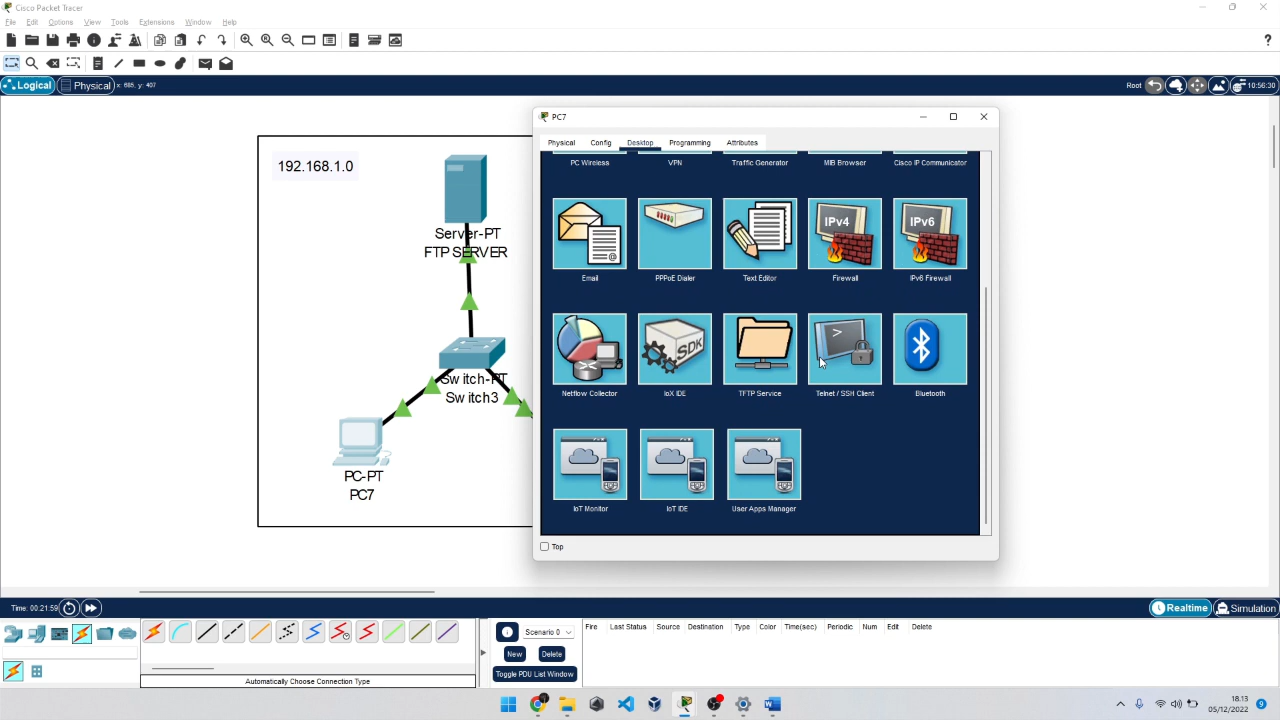 Cisco Packet Tracer
File Edit Options View Tools Extensions Window Help
Logical Physical x: 685, y: 407
Root 10:56:30
192.168.1.0
Server-PT
FTP SERVER
Switch-PT
Switch3
PC-PT
PC7
PC7
Physical Config Desktop Programming Attributes
PC Wireless VPN Traffic Generator MIB Browser Cisco IP Communicator
IPv4 IPv6
Email PPPoE Dialer Text Editor Firewall IPv6 Firewall
SDK
Netflow Collector IoX IDE TFTP Service Telnet / SSH Client Bluetooth
IoT Monitor IoT IDE User Apps Manager
Top
Time: 00:21:59
Realtime Simulation
Scenario 0
New Delete
Toggle PDU List Window
Fire Last Status Source Destination Type Color Time(sec) Periodic Num Edit Delete
Automatically Choose Connection Type
18.13
05/12/2022
9